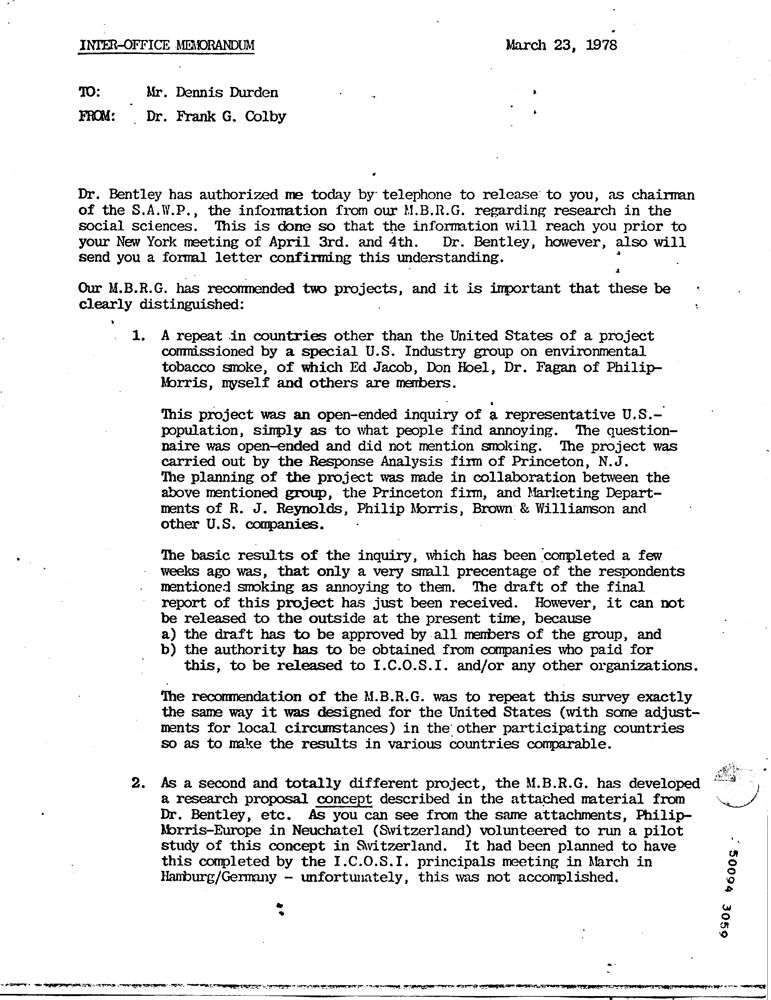 INTER-OFFICE MEMORANDUM March 23, 1978
TO: Mr. Dennis Durden
FROM: Dr. Frank G. Colby
Dr. Bentley has authorized me today by telephone to release to you, as chairman
of the S.A.W.P., the information from our M.B.R.G. regarding research in the
social sciences. This is done so that the information will reach you prior to
your New York meeting of April 3rd. and 4th. Dr. Bentley, however, also will
send you a formal letter confirming this understanding.
Our M.B.R.G. has recommended two projects, and it is important that these be
clearly distinguished:
1. A repeat in countries other than the United States of a project
commissioned by a special U.S. Industry group on environmental
tobacco smoke, of which Ed Jacob, Don Hoel, Dr. Fagan of Philip-
Morris, myself and others are members.
This project was an open-ended inquiry of a representative U.S.-
population, simply as to what people find annoying. The question-
naire was open-ended and did not mention smoking. The project was
carried out by the Response Analysis firm of Princeton, N.J.
The planning of the project was made in collaboration between the
above mentioned group, the Princeton firm, and Marketing Depart-
ments of R. J. Reynolds, Philip Morris, Brown & Williamson and
other U.S. companies.
The basic results of the inquiry, which has been completed a few
weeks ago was, that only a very small precentage of the respondents
mentioned smoking as annoying to them. The draft of the final
report of this project has just been received. However, it can not
be released to the outside at the present time, because
a) the draft has to be approved by all members of the group, and
b) the authority has to be obtained from companies who paid for
this, to be released to I.C.O.S.I. and/or any other organizations.
The recommendation of the M.B.R.G. was to repeat this survey exactly
the same way it was designed for the United States (with some adjust-
ments for local circumstances) in the other participating countries
so as to make the results in various countries comparable.
2. As a second and totally different project, the M.B.R.G. has developed
a research proposal concept described in the attached material from
Dr. Bentley, etc. As you can see from the same attachments, Philip-
Morris-Europe in Neuchatel (Switzerland) volunteered to run a pilot
study of this concept in Switzerland. It had been planned to have
this completed by the I.C.O.S.I. principals meeting in March in
Hamburg/Germany - unfortunately, this was not accomplished.
50094 3059